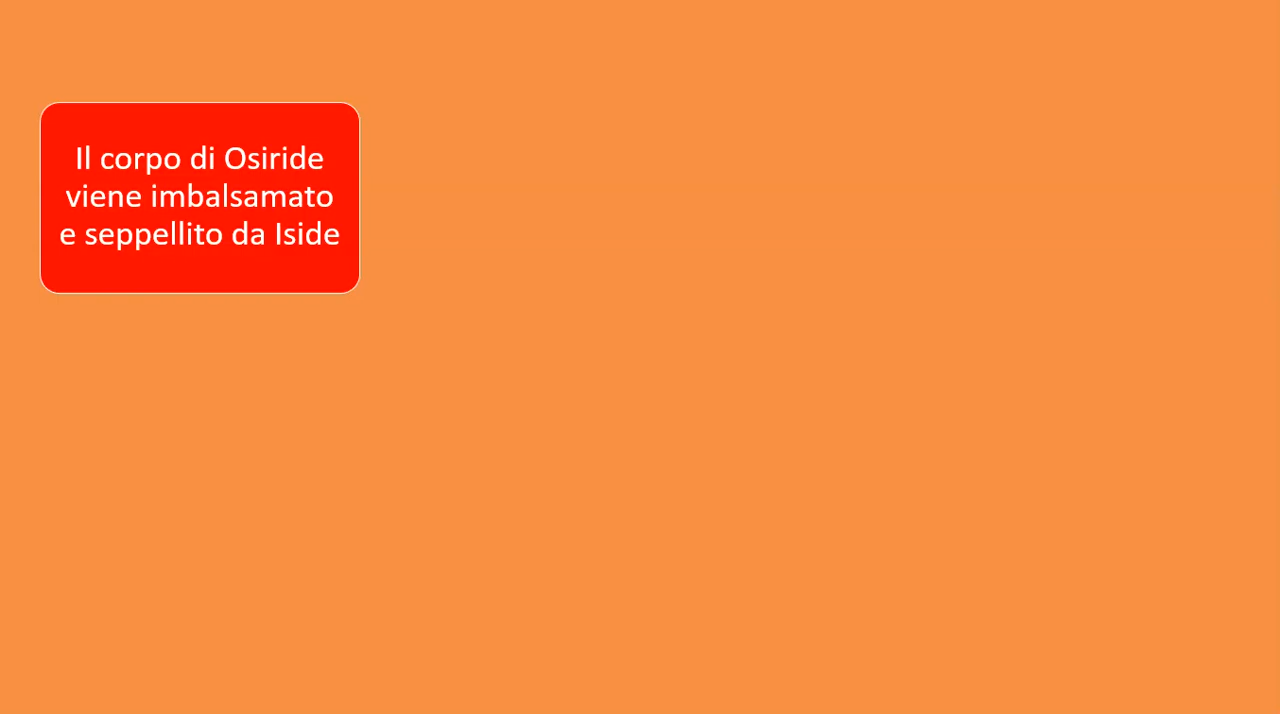 Il corpo di Osiride
viene imbalsamato
e seppellito da Iside